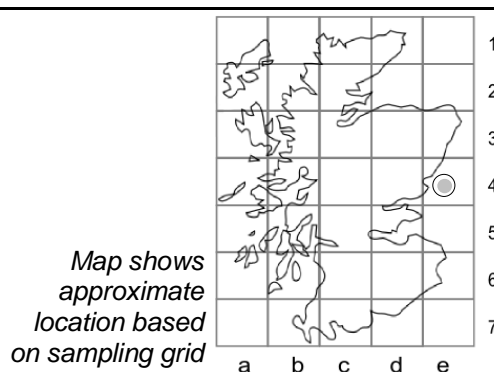 1
2
3
4
5
6
7
Map shows
approximate
location based
on sampling grid
a b c d e